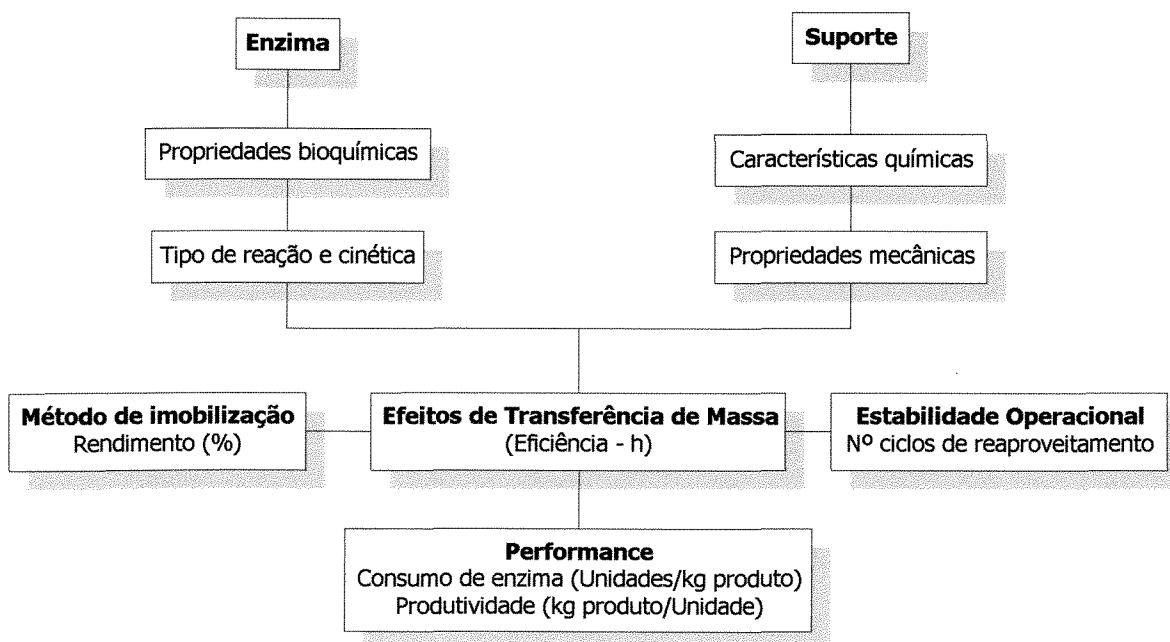 Enzima
Suporte
Propriedades bioquímicas
Características químicas
Tipo de reação e cinética
Propriedades mecânicas
Método de imobilização
Rendimento (%)
Efeitos de Transferência de Massa
(Eficiência - h)
Estabilidade Operacional
Nº ciclos de reaproveitamento
Performance
Consumo de enzima (Unidades/kg produto)
Produtividade (kg produto/Unidade)